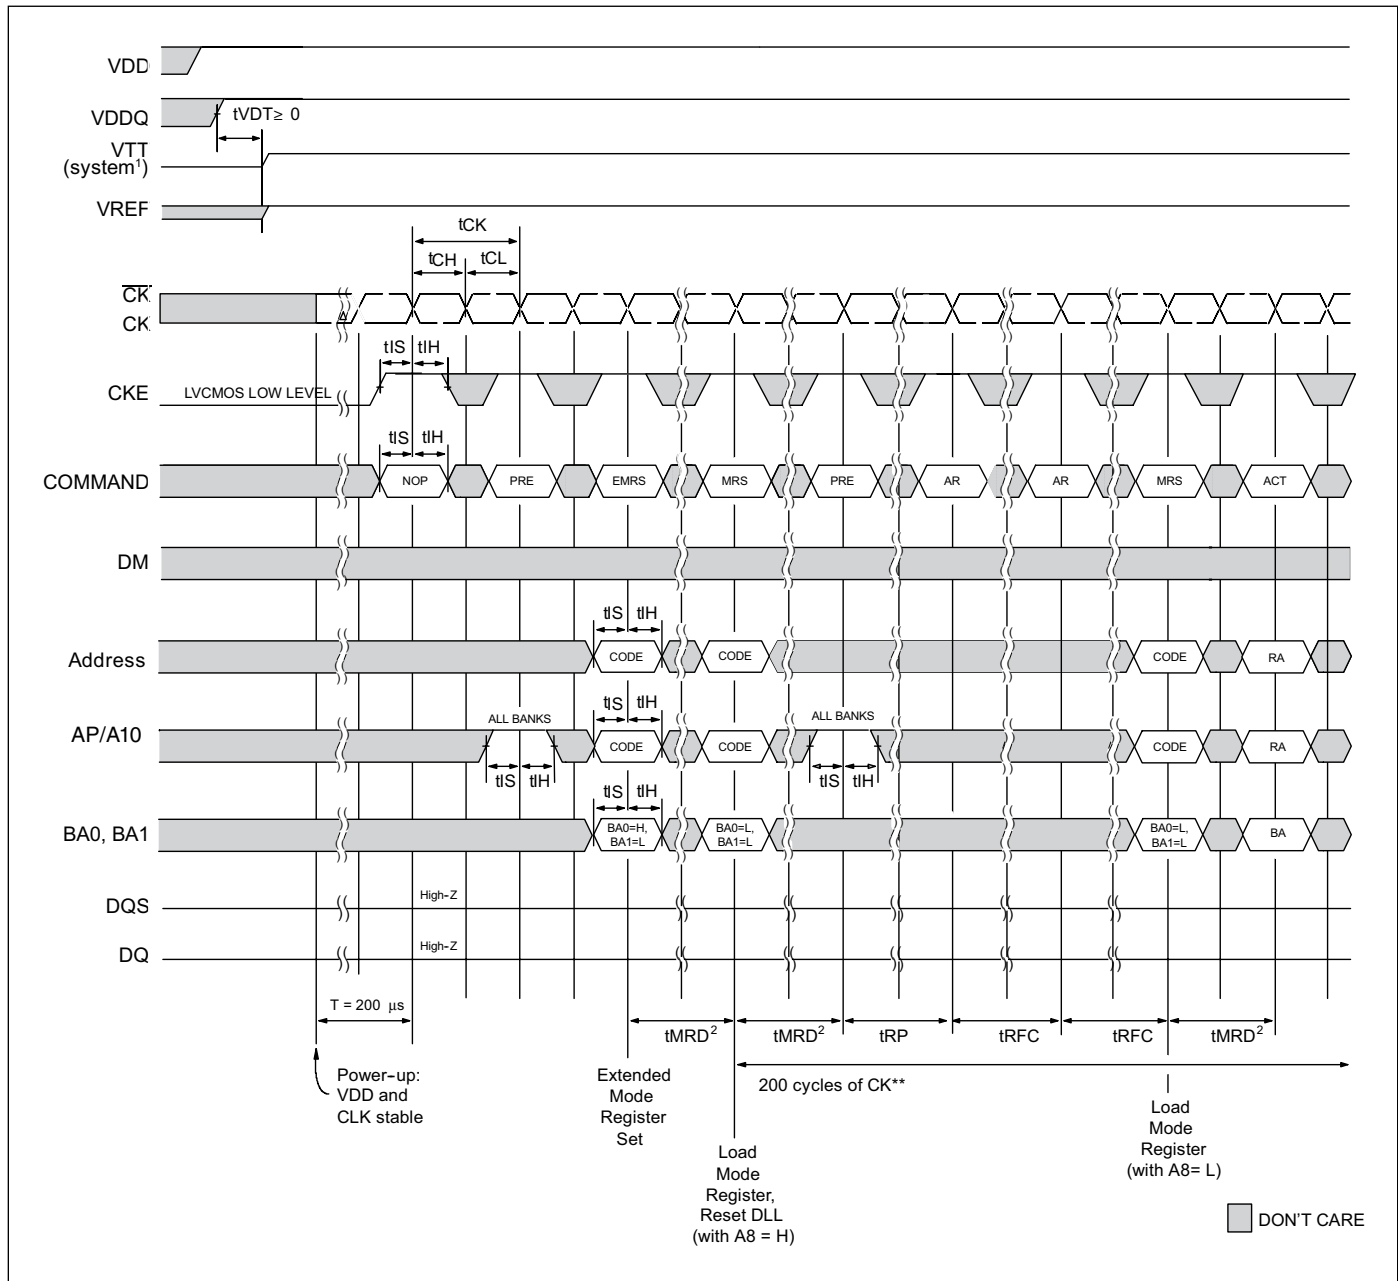 VDD
VDDQ
tVDT≥ 0
VTT
(system¹)
VREF
tCK
tCH
tCL
CK
CK
tIS
tIH
CKE
LVCMOS LOW LEVEL
tIS
tIH
COMMAND
NOP
PRE
EMRS
MRS
PRE
AR
AR
MRS
ACT
DM
tIS
tIH
Address
CODE
CODE
CODE
RA
ALL BANKS
tIS
tIH
ALL BANKS
AP/A10
CODE
CODE
CODE
RA
tIS
tIH
tIS
tIH
tIS
tIH
BA0, BA1
BA0=H,
BA1=L
BA0=L,
BA1=L
BA0=L,
BA1=L
BA
DQS
High-Z
DQ
High-Z
T = 200 µs
tMRD²
tMRD²
tRP
tRFC
tRFC
tMRD²
Power-up:
VDD and
CLK stable
Extended
Mode
Register
Set
200 cycles of CK**
Load
Mode
Register,
Reset DLL
(with A8 = H)
Load
Mode
Register
(with A8= L)
DON'T CARE